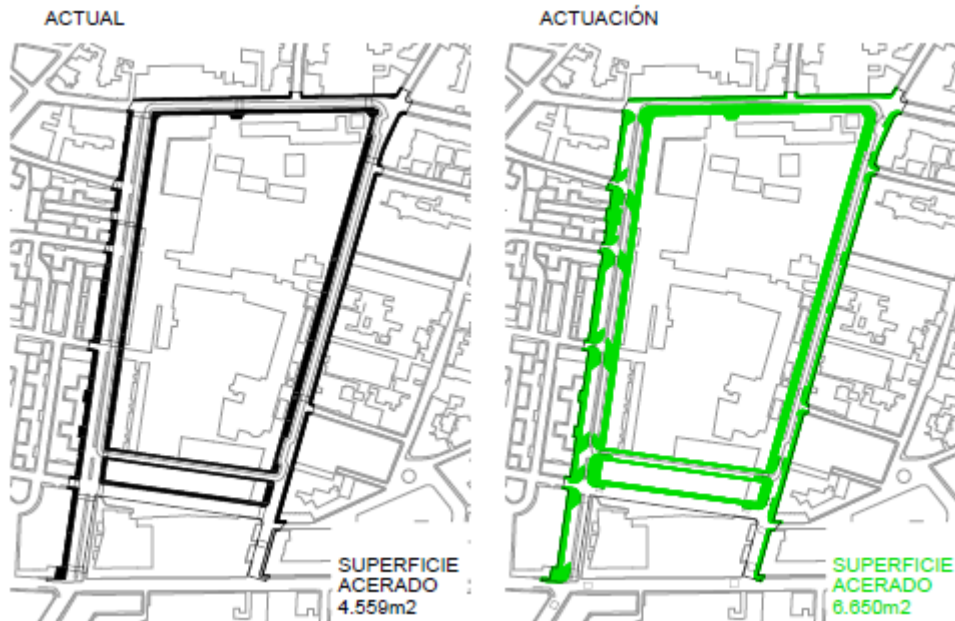 ACTUAL
ACTUACIÓN
SUPERFICIE
ACERADO
4.559m2
SUPERFICIE
ACERADO
6.650m2